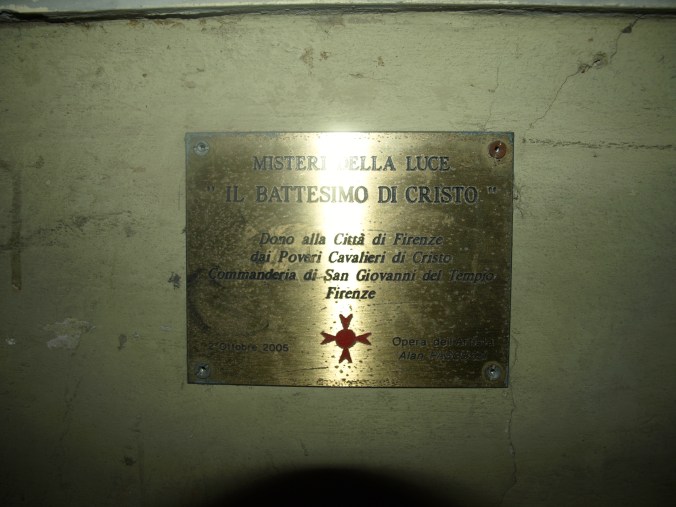 MISTERI DELLA LUCE
" IL BATTESIMO DI CRISTO "
Dono alla Città di Firenze
dai Poveri Cavalieri di Cristo
Commanderia di San Giovanni del Tempio
Firenze
Ottobre 2005
Opera
Alan